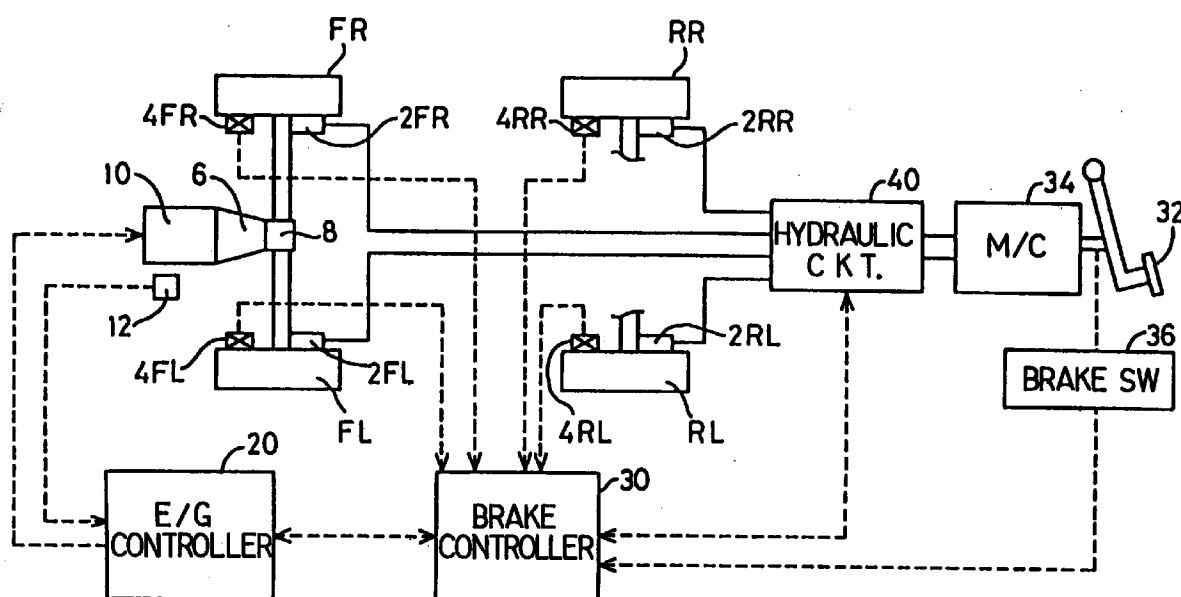 FR
RR
4FR
2FR
4RR
2RR
10
6
8
40
34
32
HYDRAULIC
CKT.
M/C
12
4FL
2FL
FL
2RL
4RL
RL
36
BRAKE SW
20
E/G
CONTROLLER
30
BRAKE
CONTROLLER